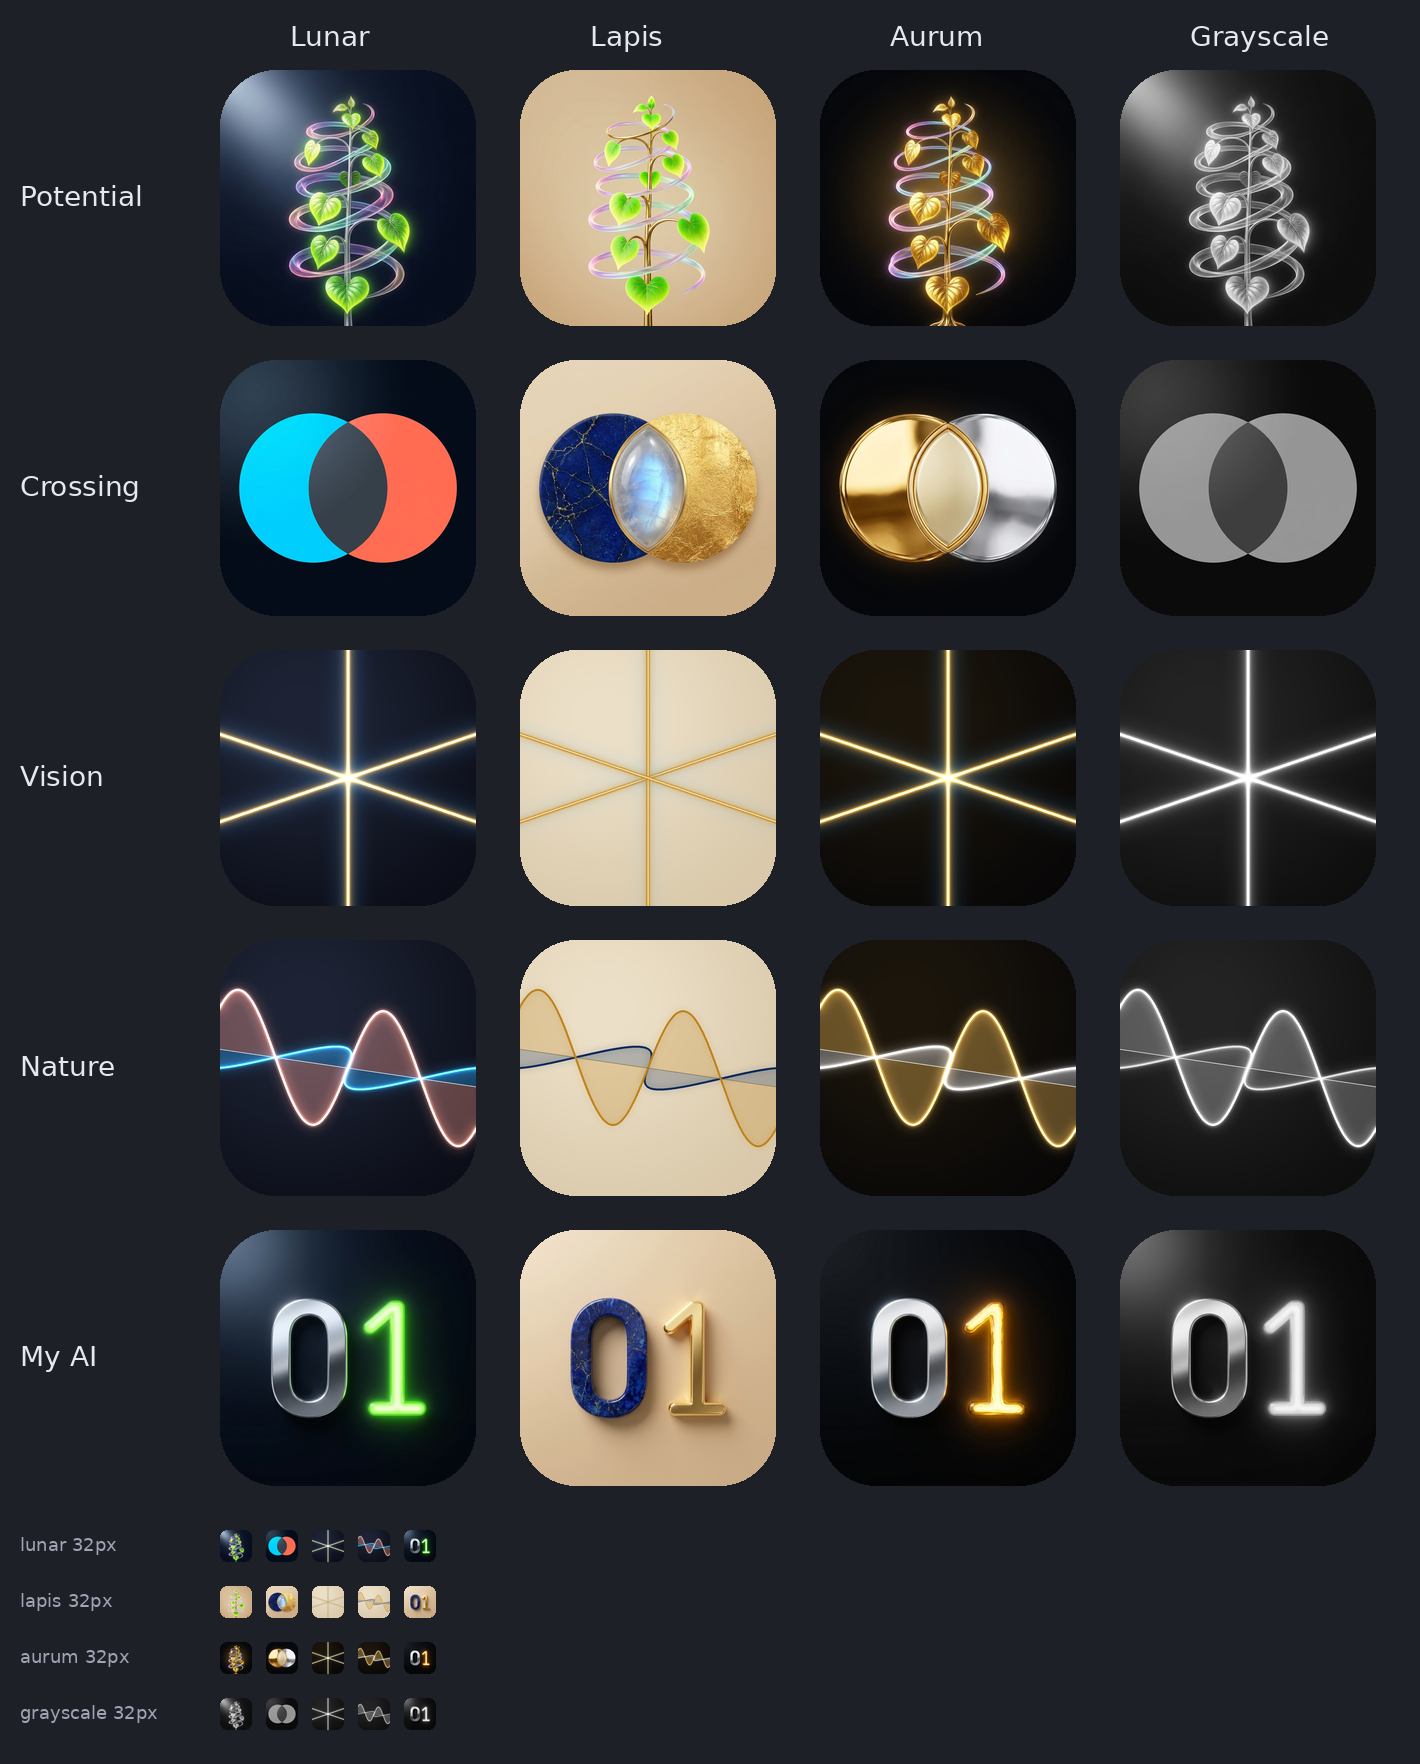 Lunar Lapis Aurum Grayscale
Potential
Crossing
Vision
Nature
My AI
01 01 01 01
lunar 32px 01
lapis 32px 01
aurum 32px 01
grayscale 32px 01